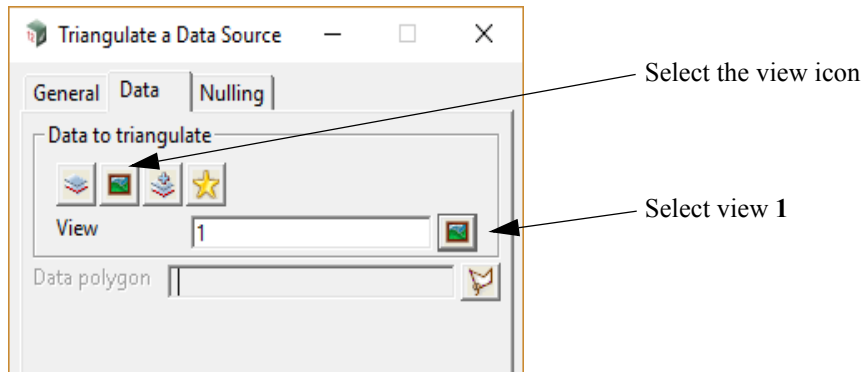 Triangulate a Data Source
Select the view icon
General Data Nulling
Data to triangulate
View 1
Select view 1
Data polygon